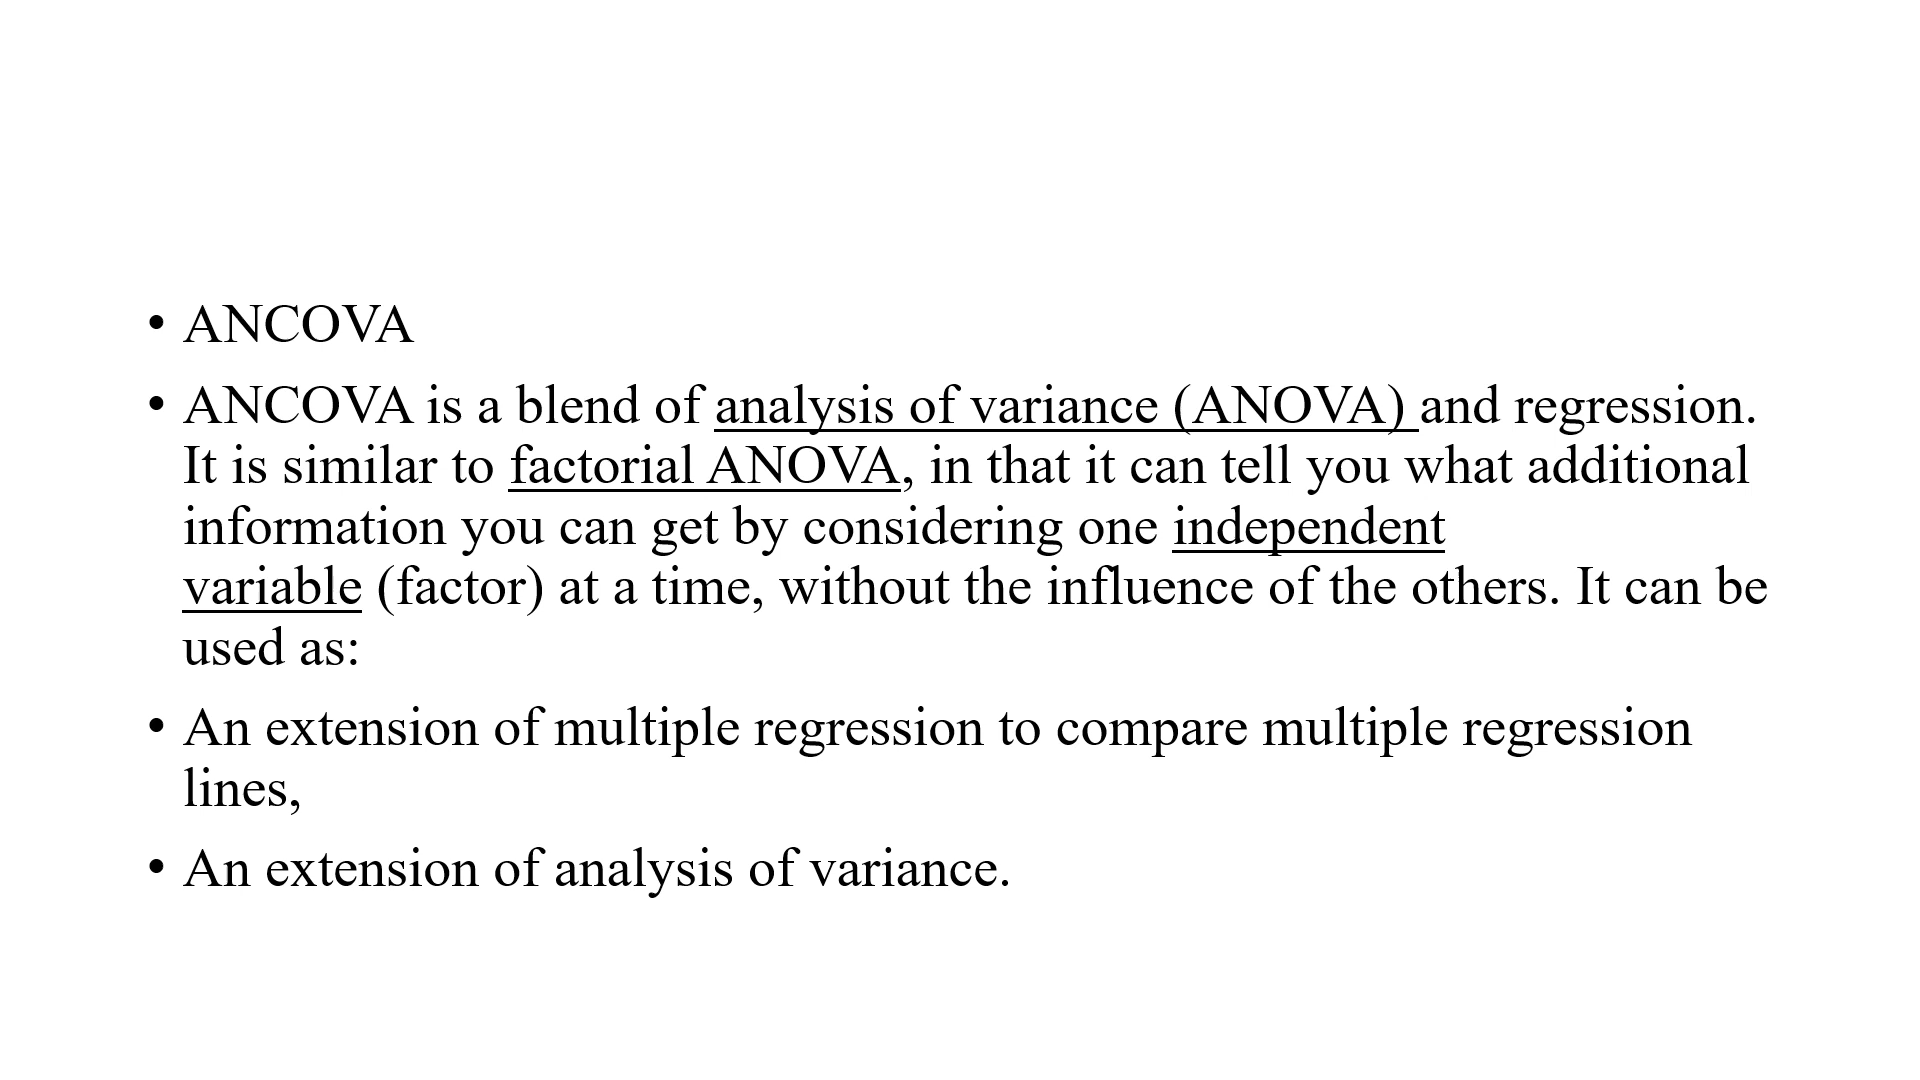 • ANCOVA
• ANCOVA is a blend of analysis of variance (ANOVA) and regression.
It is similar to factorial ANOVA, in that it can tell you what additional
information you can get by considering one independent
variable (factor) at a time, without the influence of the others. It can be
used as:
• An extension of multiple regression to compare multiple regression
lines,
• An extension of analysis of variance.